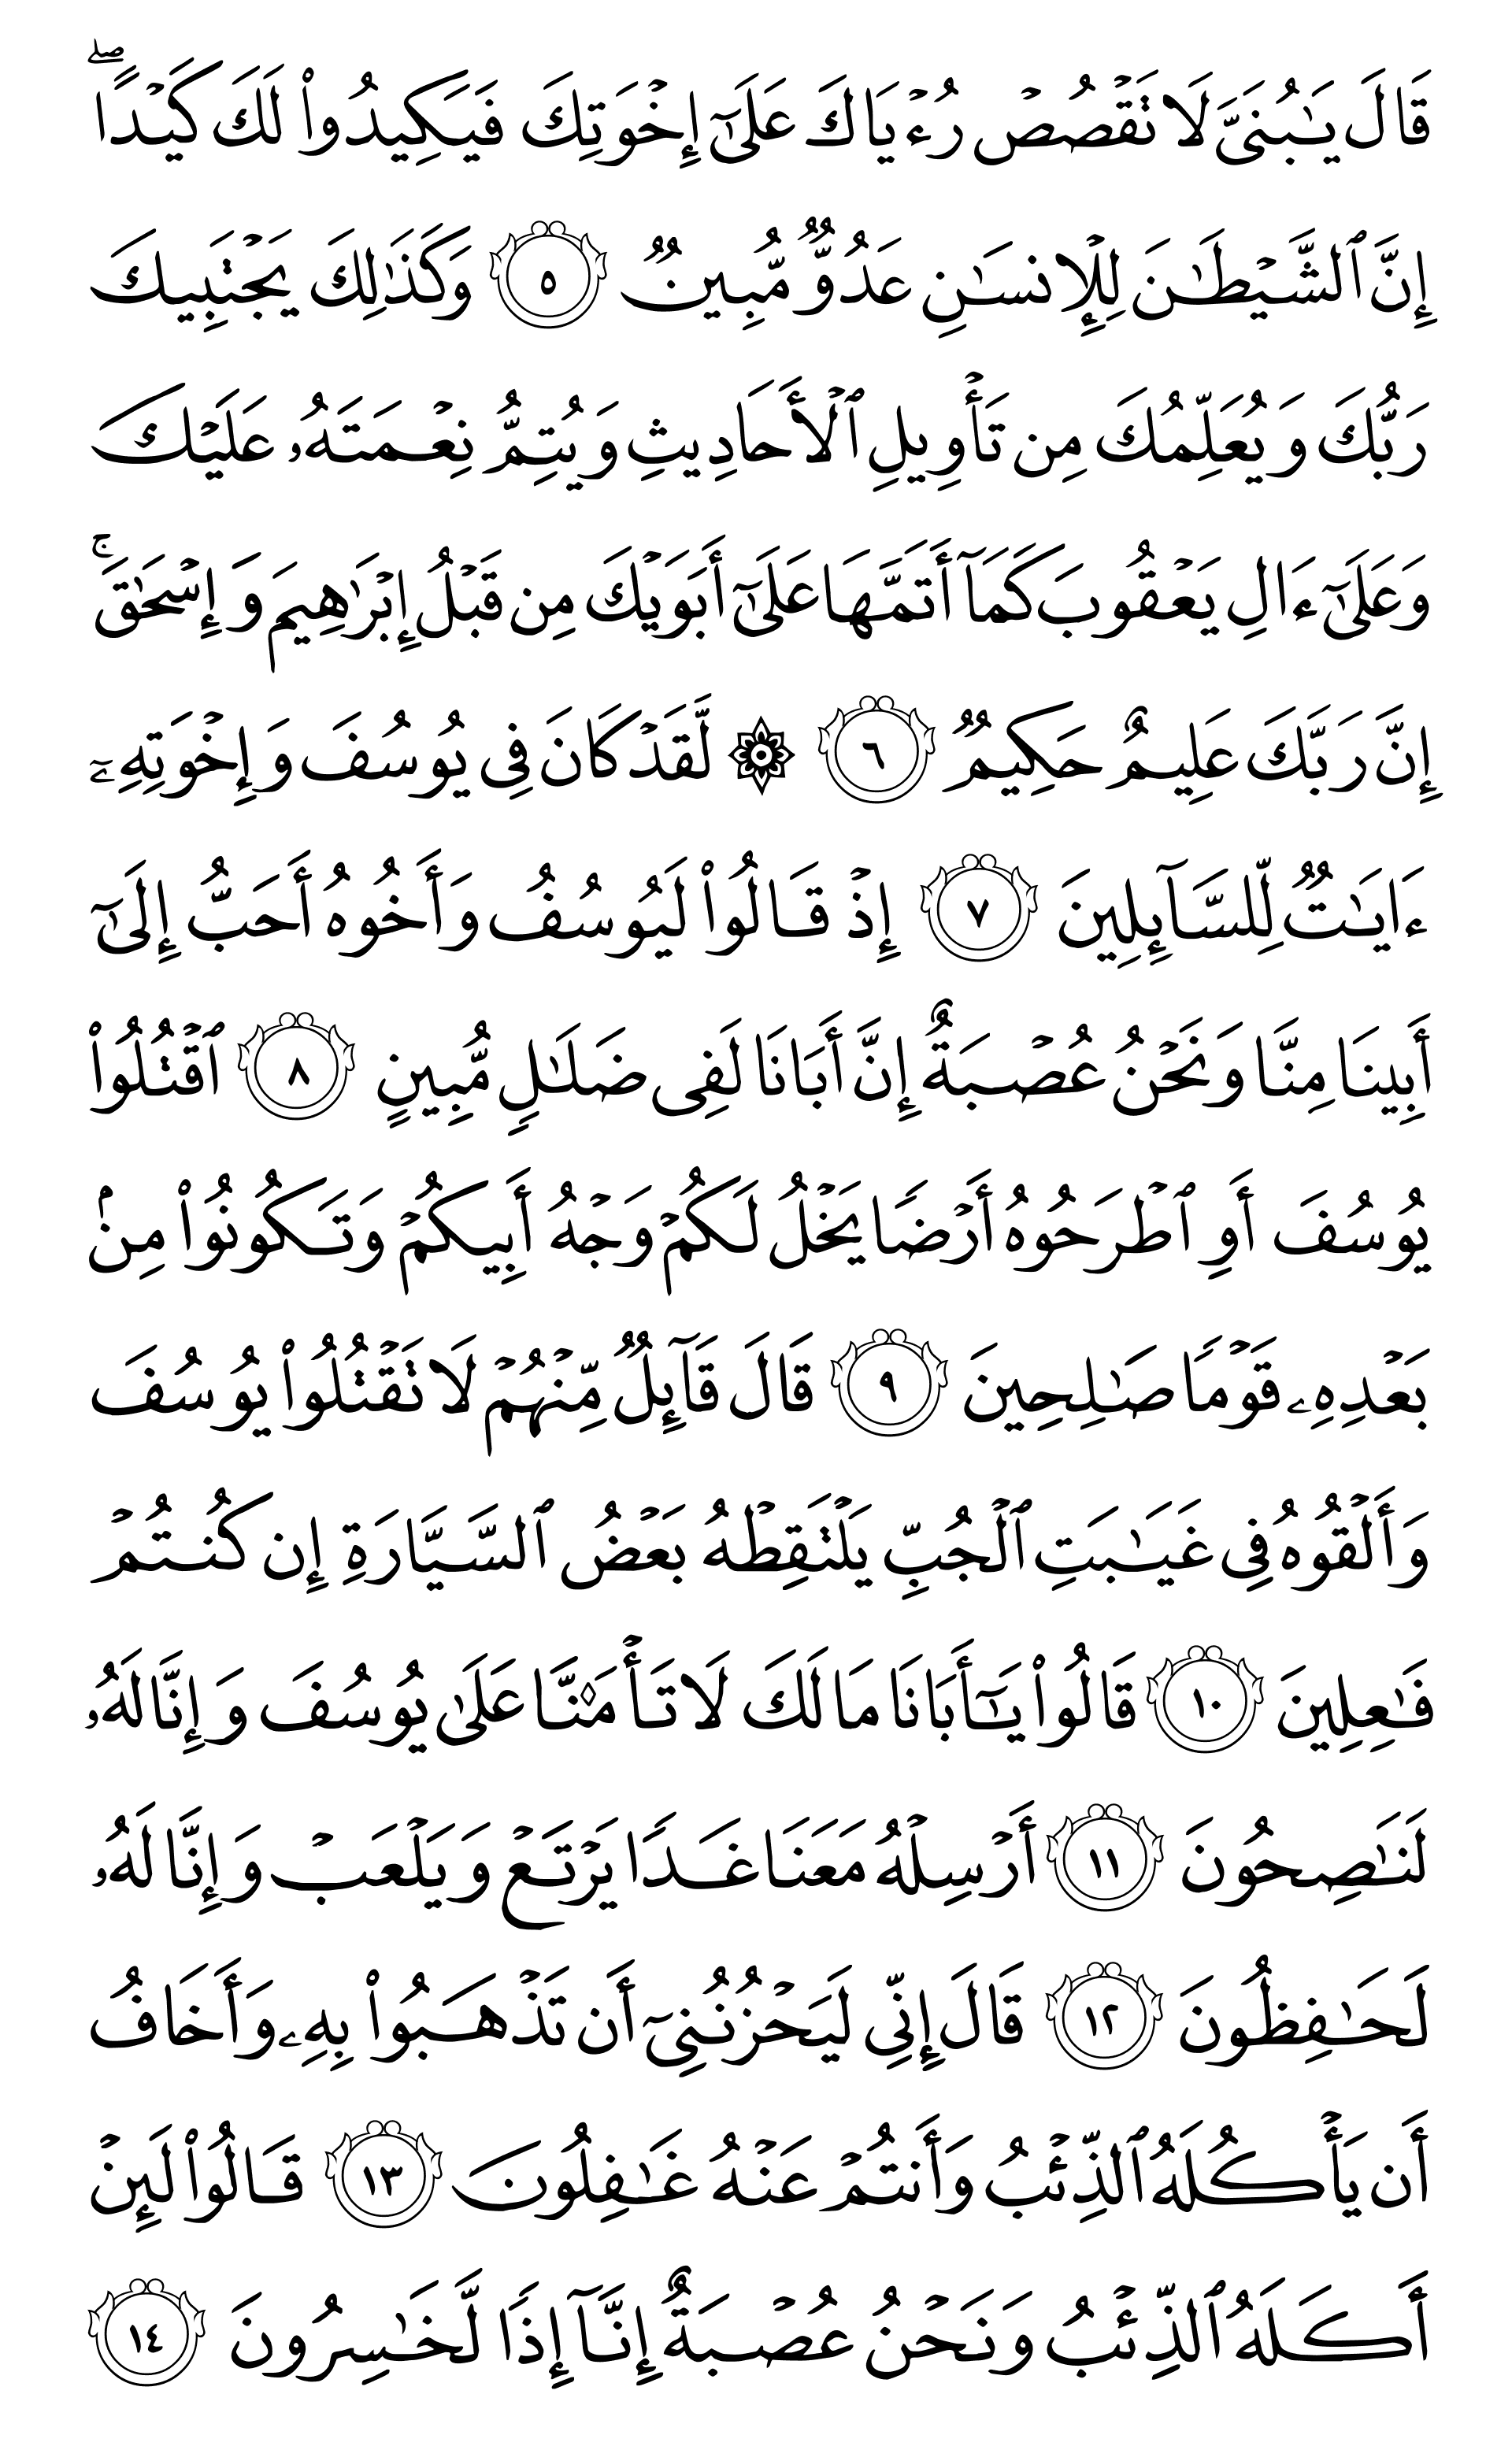 قَالَ يَٰبُنَيَّ لَا تَقۡصُصۡ رُءۡيَاكَ عَلَىٰٓ إِخۡوَتِكَ فَيَكِيدُواْ لَكَ كَيۡدًاۖ
إِنَّ ٱلشَّيۡطَٰنَ لِلۡإِنسَٰنِ عَدُوّٞ مُّبِينٞ ٥ وَكَذَٰلِكَ يَجۡتَبِيكَ
رَبُّكَ وَيُعَلِّمُكَ مِن تَأۡوِيلِ ٱلۡأَحَادِيثِ وَيُتِمُّ نِعۡمَتَهُۥ عَلَيۡكَ
وَعَلَىٰٓ ءَالِ يَعۡقُوبَ كَمَآ أَتَمَّهَا عَلَىٰٓ أَبَوَيۡكَ مِن قَبۡلُ إِبۡرَٰهِيمَ وَإِسۡحَٰقَۚ
إِنَّ رَبَّكَ عَلِيمٌ حَكِيمٞ ٦ ۞ لَّقَدۡ كَانَ فِي يُوسُفَ وَإِخۡوَتِهِۦٓ
ءَايَٰتٞ لِّلسَّآئِلِينَ ٧ إِذۡ قَالُواْ لَيُوسُفُ وَأَخُوهُ أَحَبُّ إِلَىٰٓ
أَبِينَا مِنَّا وَنَحۡنُ عُصۡبَةٌ إِنَّ أَبَانَا لَفِي ضَلَٰلٖ مُّبِينٍ ٨ ٱقۡتُلُواْ
يُوسُفَ أَوِ ٱطۡرَحُوهُ أَرۡضٗا يَخۡلُ لَكُمۡ وَجۡهُ أَبِيكُمۡ وَتَكُونُواْ مِنۢ
بَعۡدِهِۦ قَوۡمٗا صَٰلِحِينَ ٩ قَالَ قَآئِلٞ مِّنۡهُمۡ لَا تَقۡتُلُواْ يُوسُفَ
وَأَلۡقُوهُ فِي غَيَٰبَتِ ٱلۡجُبِّ يَلۡتَقِطۡهُ بَعۡضُ ٱلسَّيَّارَةِ إِن كُنتُمۡ
فَٰعِلِينَ ١٠ قَالُواْ يَٰٓأَبَانَا مَا لَكَ لَا تَأۡمَ۬نَّا عَلَىٰ يُوسُفَ وَإِنَّا لَهُۥ
لَنَٰصِحُونَ ١١ أَرۡسِلۡهُ مَعَنَا غَدٗا يَرۡتَعۡ وَيَلۡعَبۡ وَإِنَّا لَهُۥ
لَحَٰفِظُونَ ١٢ قَالَ إِنِّي لَيَحۡزُنُنِيٓ أَن تَذۡهَبُواْ بِهِۦ وَأَخَافُ
أَن يَأۡكُلَهُ ٱلذِّئۡبُ وَأَنتُمۡ عَنۡهُ غَٰفِلُونَ ١٣ قَالُواْ لَئِنۡ
أَكَلَهُ ٱلذِّئۡبُ وَنَحۡنُ عُصۡبَةٌ إِنَّآ إِذٗا لَّخَٰسِرُونَ ١٤